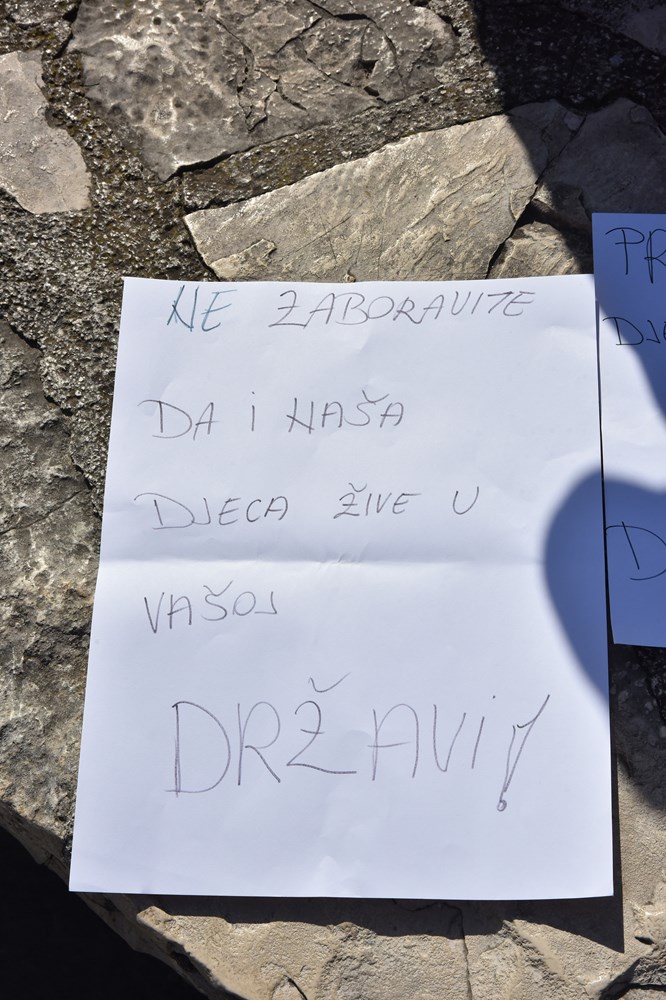 NE ZABORAVITE
DA i NAŠA
DJECA ŽIVE U
VAŠOJ
DRŽAVi!